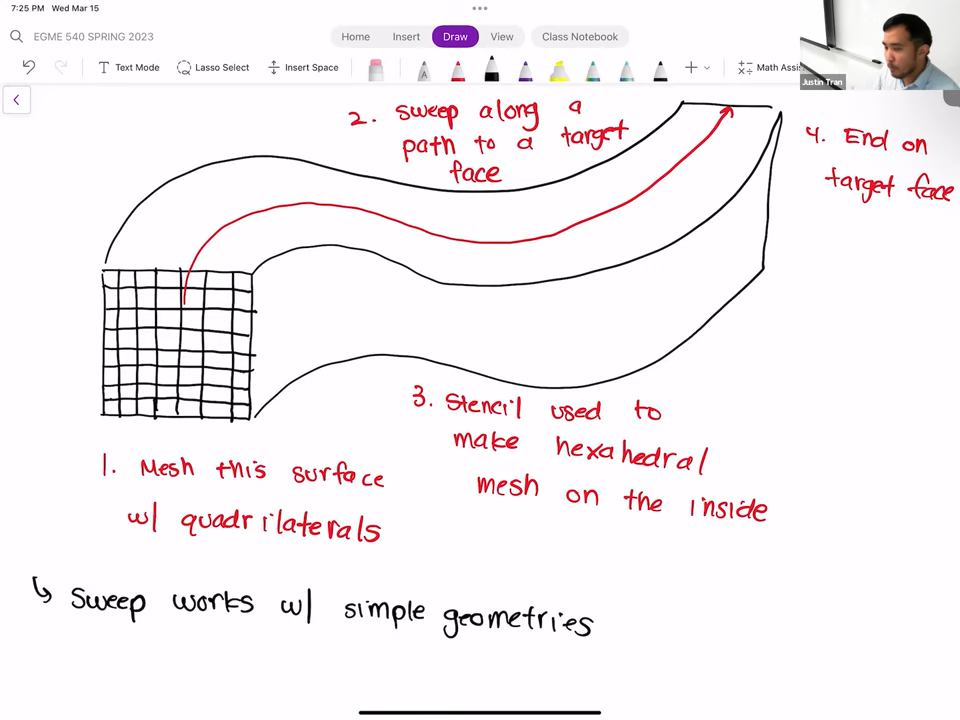 7:25 PM Wed Mar 15
EGME 540 SPRING 2023
Home Insert Draw View Class Notebook
Text Mode Lasso Select Insert Space Math Assis
Justin Tran
2. Sweep along a
path to a target
face
4. End on
target face
3. Stencil used to
make hexahedral
mesh on the inside
1. Mesh this surface
w/ quadrilaterals
↳ Sweep works w/ simple geometries